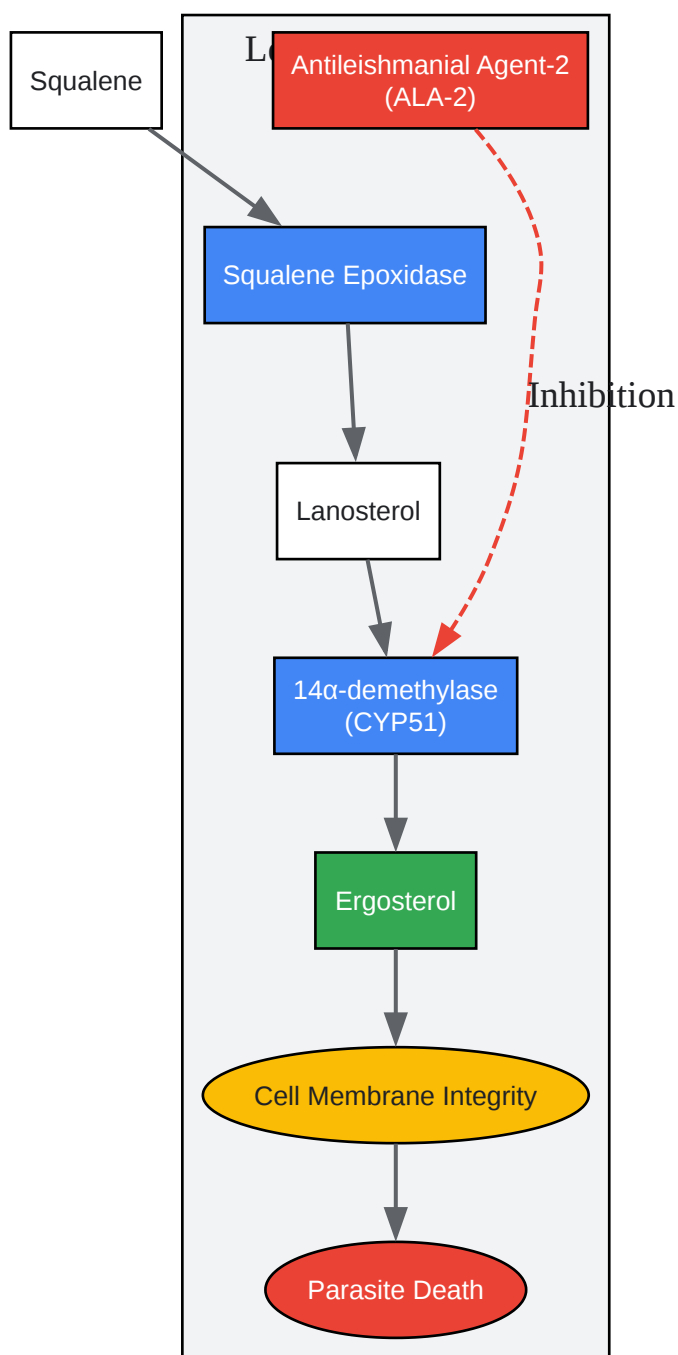 Squalene
Antileishmanial Agent-2
(ALA-2)
Squalene Epoxidase
Inhibition
Lanosterol
14α-demethylase
(CYP51)
Ergosterol
Cell Membrane Integrity
Parasite Death